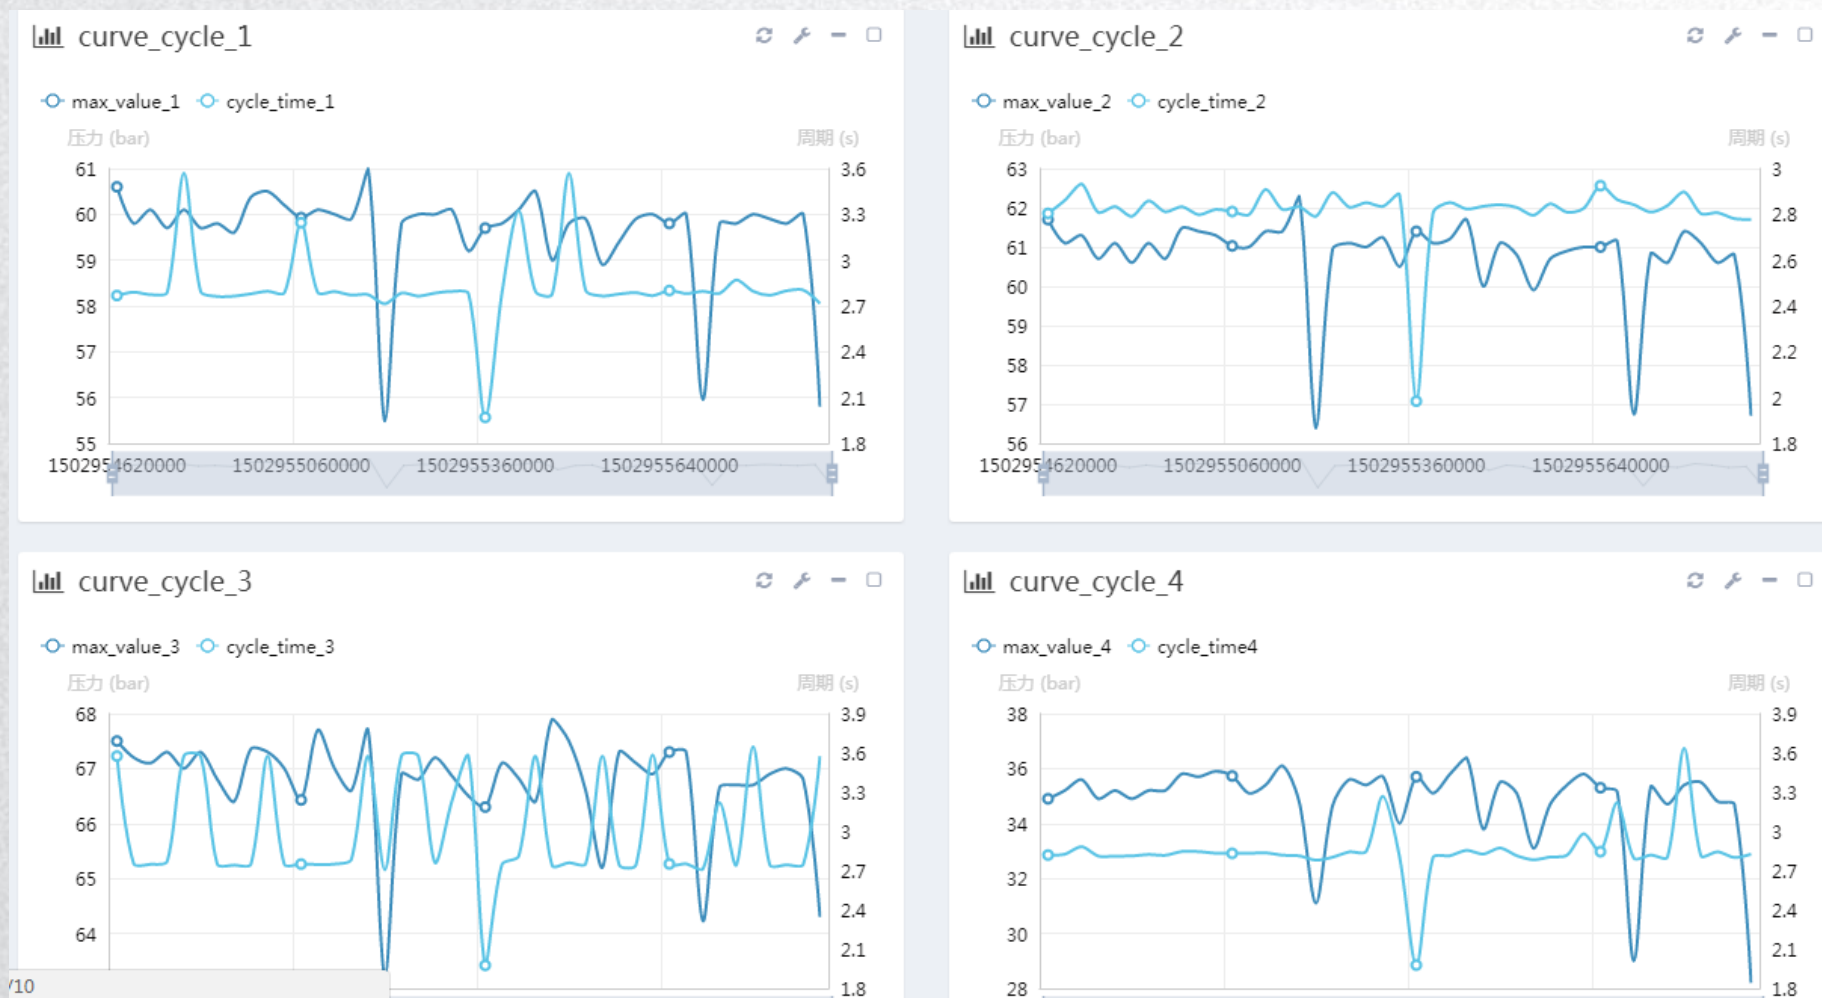 curve_cycle_1
max_value_1 cycle_time_1
压力 (bar) 周期 (s)
61 3.6
60 3.3
59 3
58 2.7
57 2.4
56 2.1
55 1.8
1502954620000 1502955060000 1502955360000 1502955640000
curve_cycle_2
max_value_2 cycle_time_2
压力 (bar) 周期 (s)
63 3
62 2.8
61 2.6
60 2.4
59 2.2
58 2
57 1.8
56
1502954620000 1502955060000 1502955360000 1502955640000
curve_cycle_3
max_value_3 cycle_time_3
压力 (bar) 周期 (s)
68 3.9
67 3.6
66 3.3
65 3
64 2.7
2.4
2.1
1.8
/10
curve_cycle_4
max_value_4 cycle_time4
压力 (bar) 周期 (s)
38 3.9
36 3.6
34 3.3
32 3
30 2.7
28 2.4
2.1
1.8